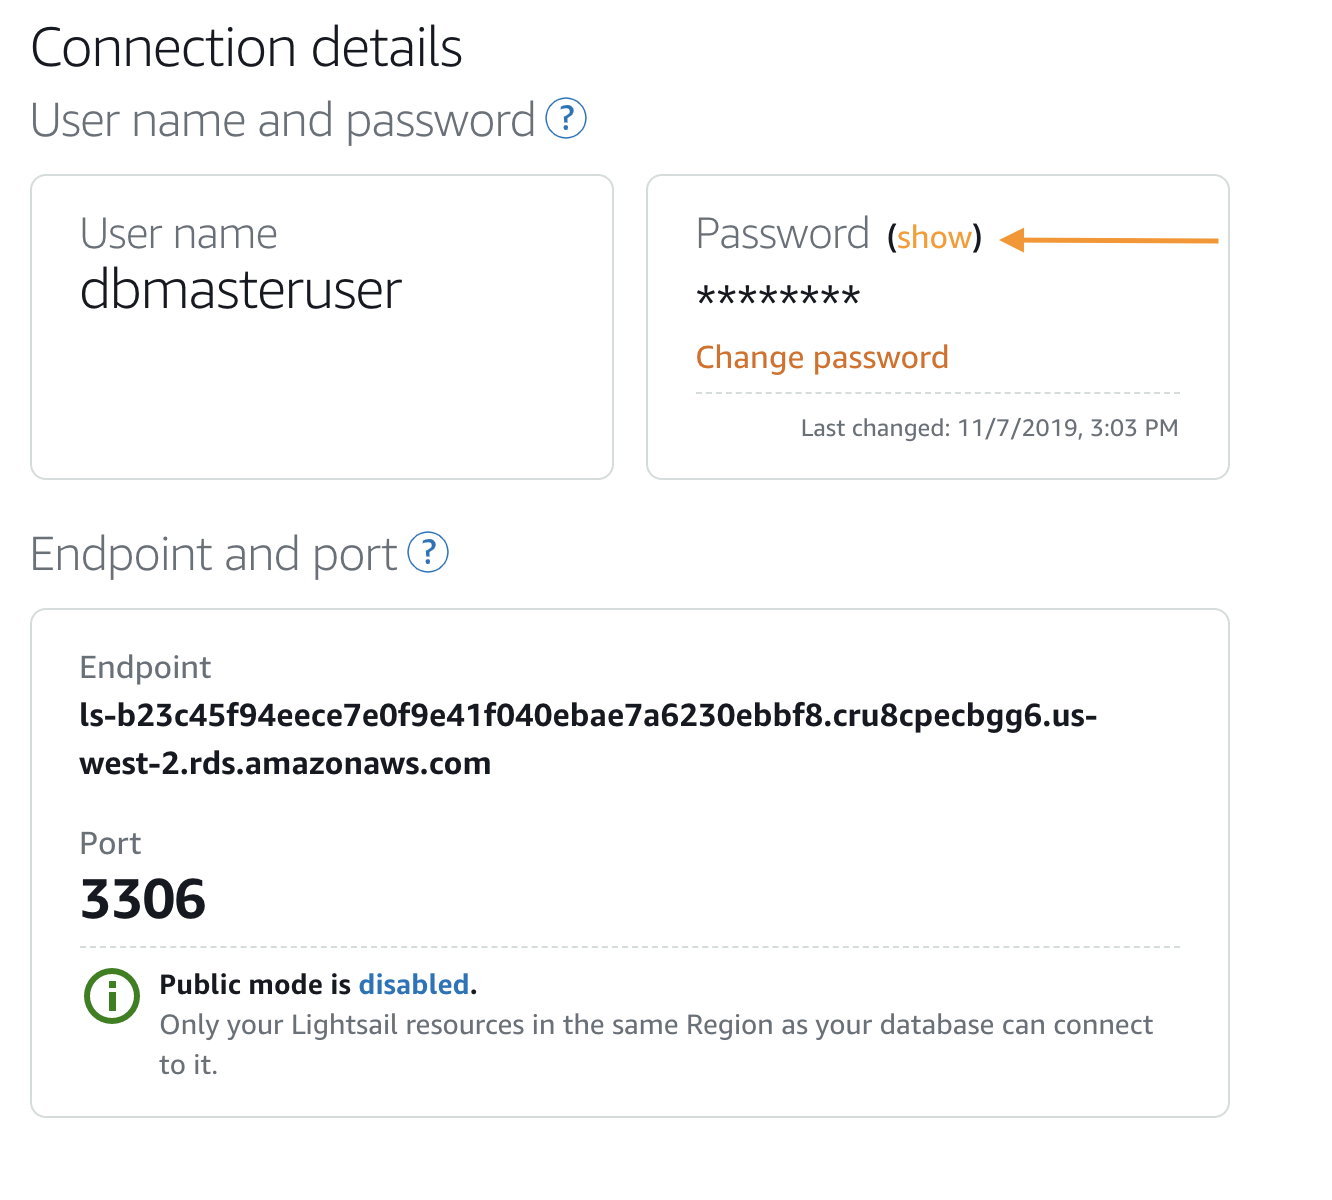 Connection details
User name and password ?
User name
dbmasteruser
Password (show)
********
Change password
Last changed: 11/7/2019, 3:03 PM
Endpoint and port ?
Endpoint
ls-b23c45f94eece7e0f9e41f040ebae7a6230ebbf8.cru8cpecbgg6.us-
west-2.rds.amazonaws.com
Port
3306
Public mode is disabled.
Only your Lightsail resources in the same Region as your database can connect
to it.